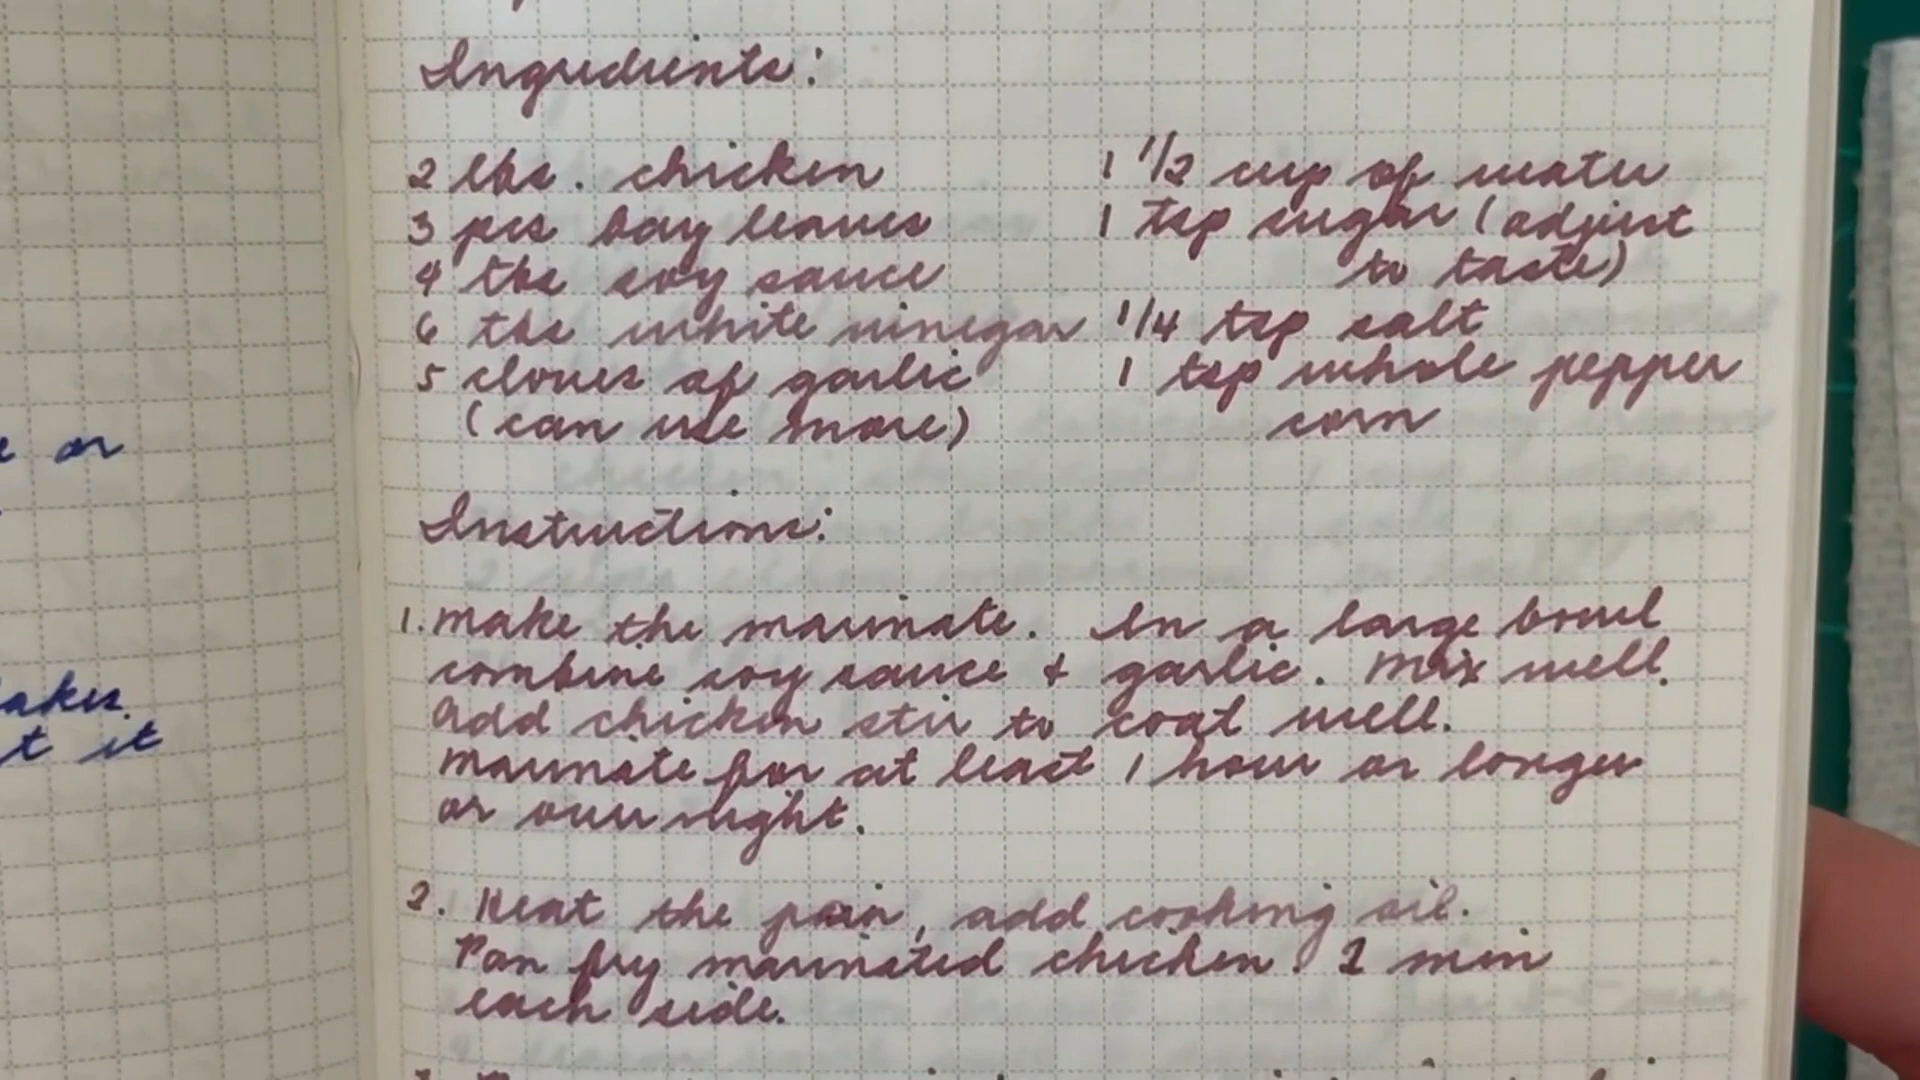 Ingredients:
2 lbs. chicken
3 pcs bay leaves
4 tbs soy sauce
6 tbs white vinegar
5 cloves of garlic
(can use more)
1 1/2 cup of water
1 tsp sugar (adjust
to taste)
1/4 tsp salt
1 tsp whole pepper
corn
Instructions:
1. Make the marinate. In a large bowl
combine soy sauce & garlic. Mix well.
Add chicken stir to coat well.
Marinate for at least 1 hour or longer
or over night.
2. Heat the pan, add cooking oil.
Pan fry marinated chicken. 2 min
each side.
or
t it